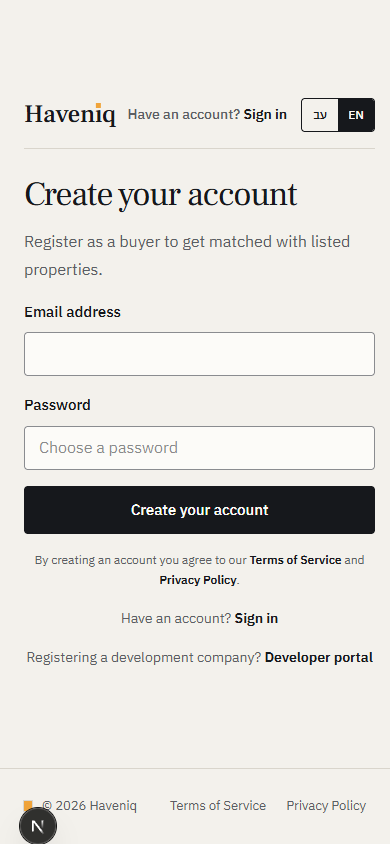 Haveniq Have an account? Sign in עב EN
Create your account
Register as a buyer to get matched with listed
properties.
Email address
Password
Choose a password
Create your account
By creating an account you agree to our Terms of Service and
Privacy Policy.
Have an account? Sign in
Registering a development company? Developer portal
© 2026 Haveniq Terms of Service Privacy Policy
N